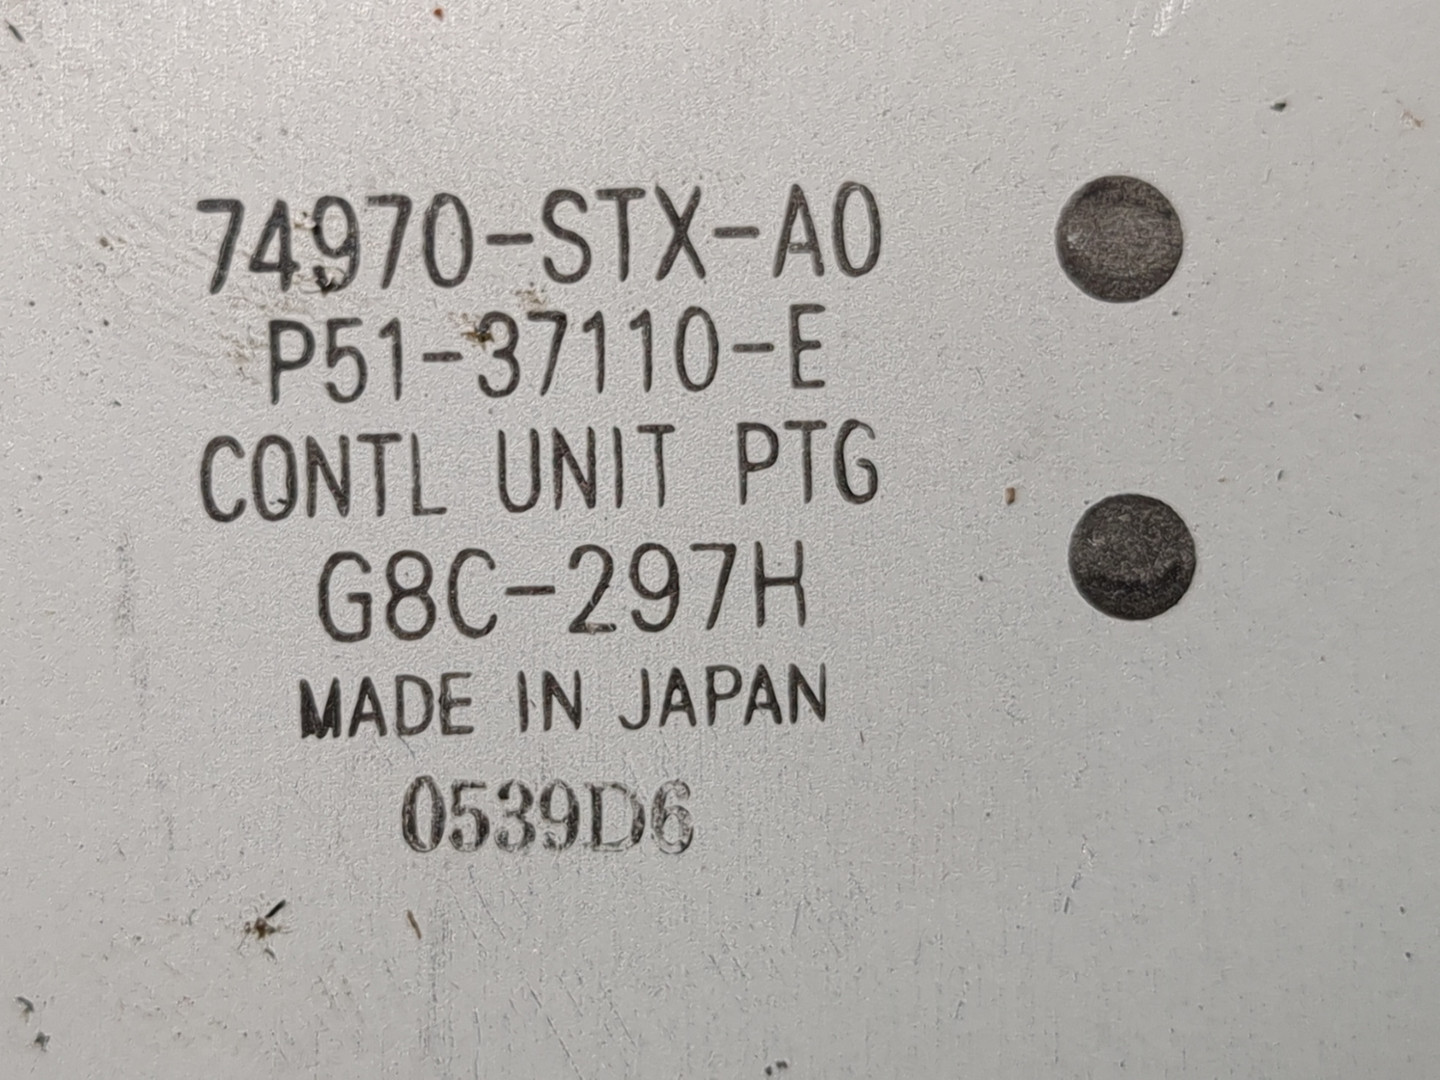 74970-STX-A0
P51-37110-E
CONTL UNIT PTG
G8C-297H
MADE IN JAPAN
0539D6